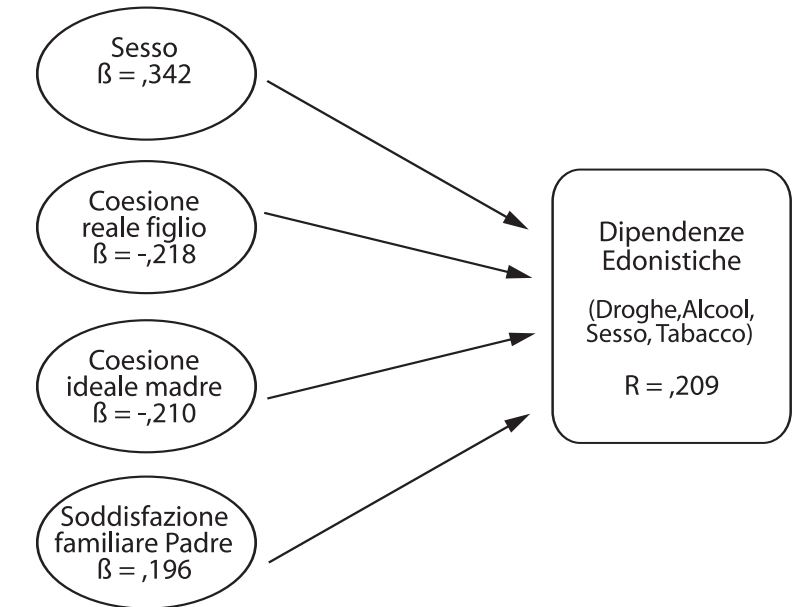 Sesso
ß = ,342
Coesione
reale figlio
ß = -,218
Coesione
ideale madre
ß = -,210
Soddisfazione
familiare Padre
ß = ,196
Dipendenze
Edonistiche
(Droghe,Alcool,
Sesso, Tabacco)
R = ,209